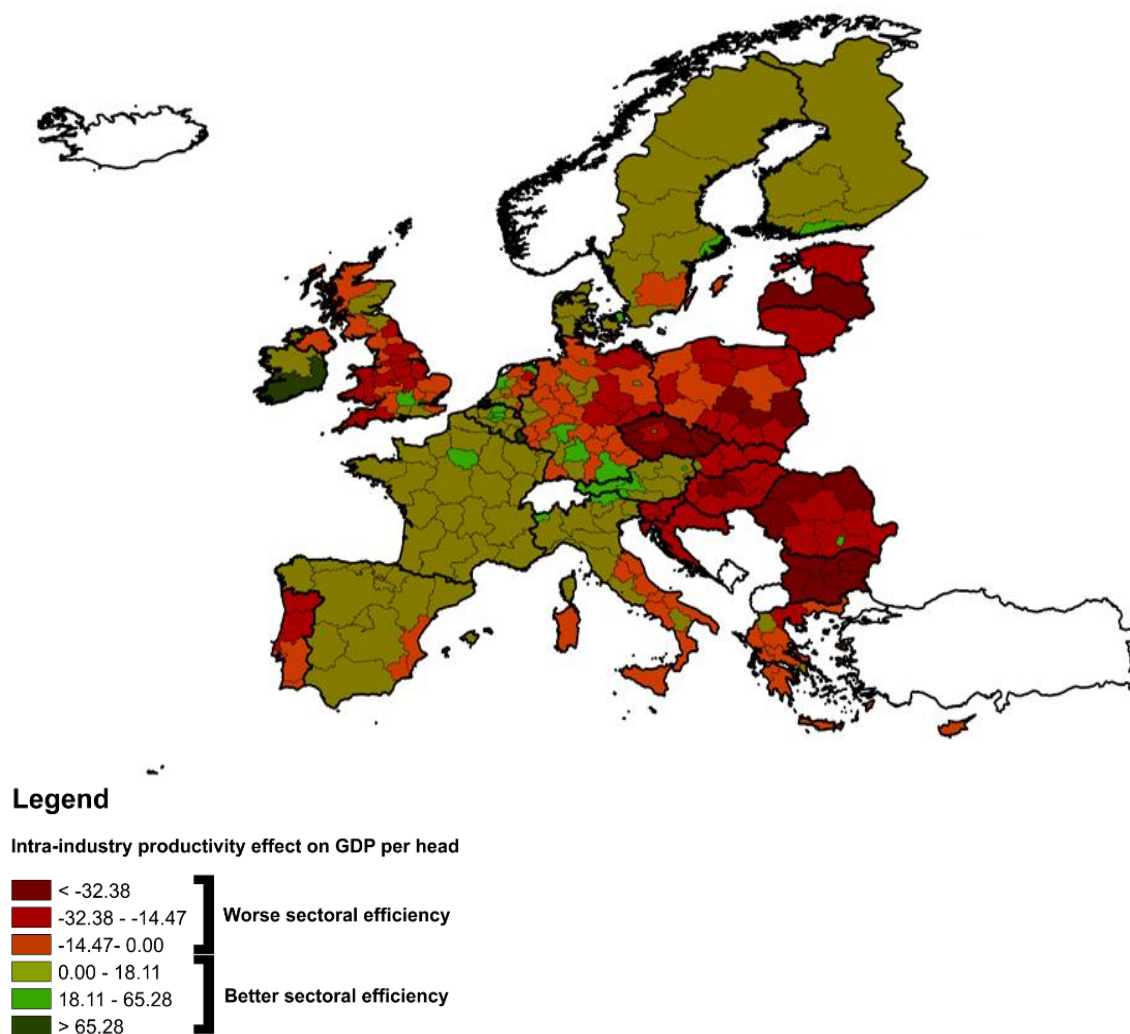 Legend
Intra-industry productivity effect on GDP per head
< -32.38
-32.38 - -14.47
-14.47- 0.00
Worse sectoral efficiency
0.00 - 18.11
18.11 - 65.28
> 65.28
Better sectoral efficiency